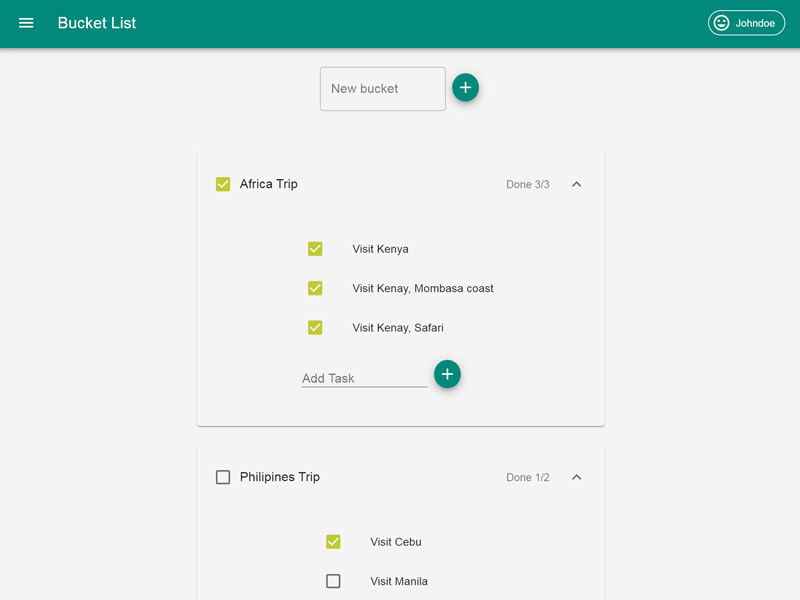 Bucket List
Johndoe
New bucket
Africa Trip
Done 3/3
Visit Kenya
Visit Kenay, Mombasa coast
Visit Kenay, Safari
Add Task
Philipines Trip
Done 1/2
Visit Cebu
Visit Manila